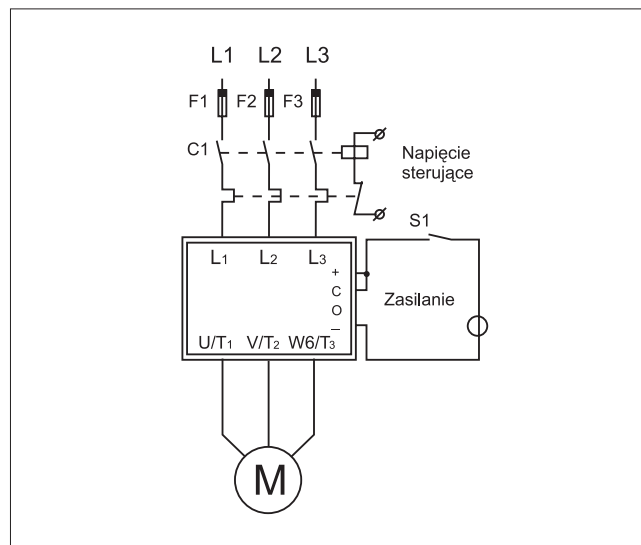 L1 L2 L3
F1 F2 F3
C1
Napięcie
sterujące
S1
L1 L2 L3
+
C
O
–
Zasilanie
U/T1 V/T2 W6/T3
M